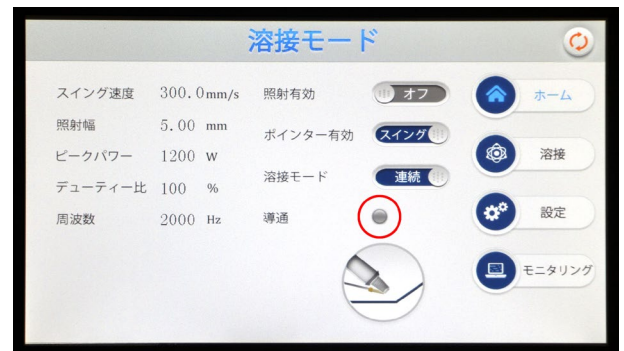 溶接モード
スイング速度 300.0mm/s
照射幅 5.00 mm
ピークパワー 1200 W
デューティー比 100 %
周波数 2000 Hz
照射有効 オフ
ポインター有効 スイング
溶接モード 連続
導通
ホーム
溶接
設定
モニタリング